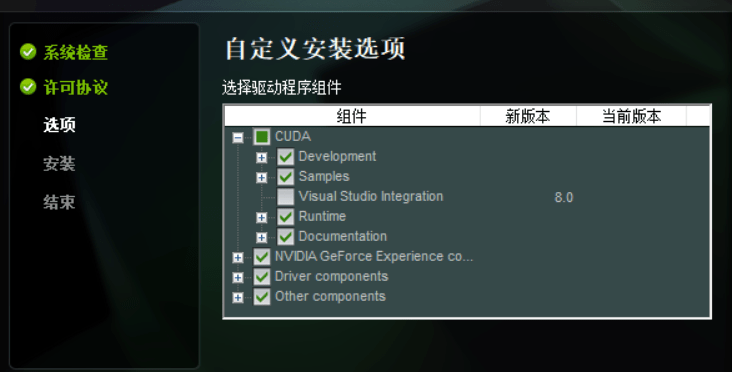 系统检查
许可协议
选项
安装
结束
自定义安装选项
选择驱动程序组件
组件 新版本 当前版本
CUDA
Development
Samples
Visual Studio Integration 8.0
Runtime
Documentation
NVIDIA GeForce Experience co...
Driver components
Other components